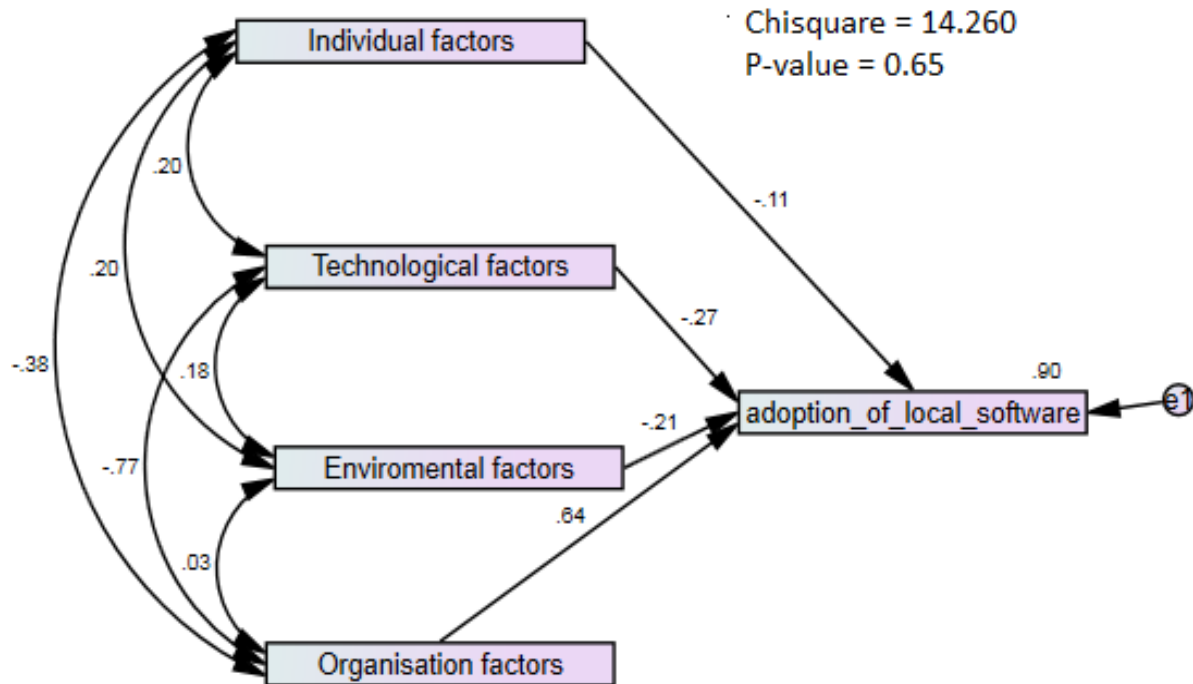 Individual factors
Chisquare = 14.260
P-value = 0.65
.20
-.11
.20
Technological factors
-.27
-.38
.18
.90
adoption_of_local_software
e1
-.21
Enviromental factors
-.77
.64
.03
Organisation factors